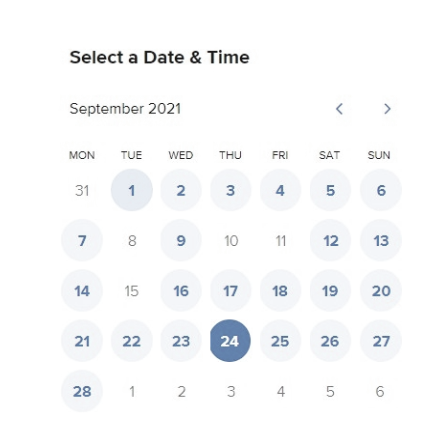 Select a Date & Time
September 2021
MON TUE WED THU FRI SAT SUN
31 1 2 3 4 5 6
7 8 9 10 11 12 13
14 15 16 17 18 19 20
21 22 23 24 25 26 27
28 1 2 3 4 5 6